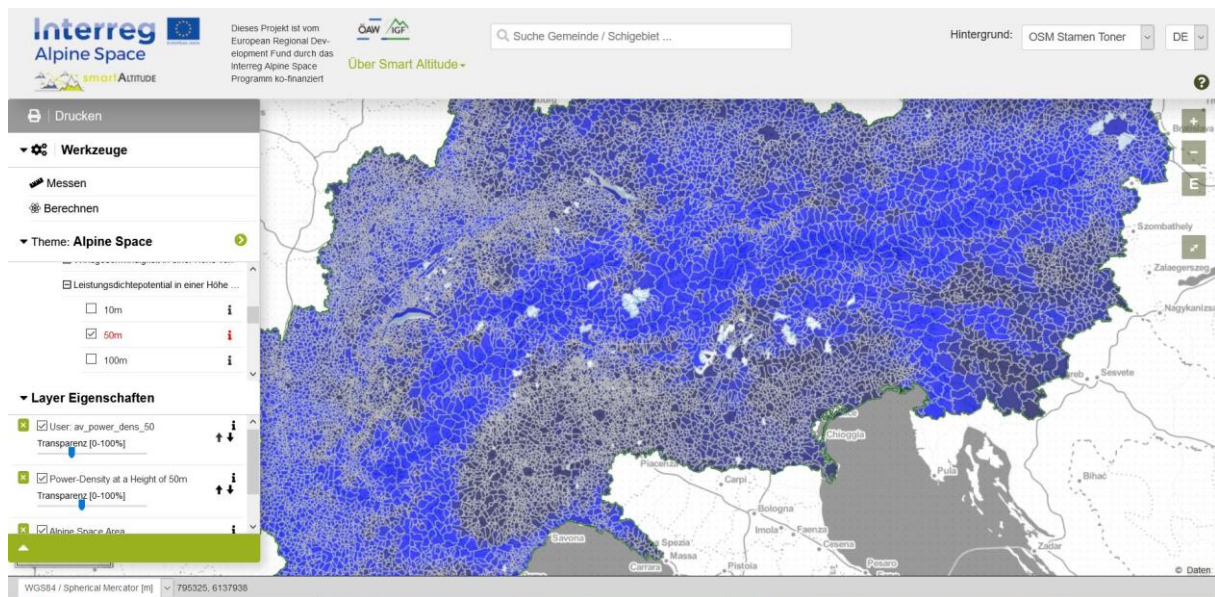 Interreg
EUROPEAN UNION
Alpine Space
smartALTITUDE
Dieses Projekt ist vom
European Regional Dev-
elopment Fund durch das
Interreg Alpine Space
Programm ko-finanziert
ÖAW IGF
Über Smart Altitude
Suche Gemeinde / Schigebiet ...
Hintergrund:
OSM Stamen Toner
DE
?
Drucken
Werkzeuge
Messen
Berechnen
Theme: Alpine Space
Leistungsdichtepotential in einer Höhe ...
10m
i
50m
i
100m
i
Layer Eigenschaften
User: av_power_dens_50
i
Transparenz [0-100%]
Power-Density at a Height of 50m
i
Transparenz [0-100%]
Alpine Space Area
i
+
−
E
Szombathely
Zalaegerszeg
Nagykanizsa
Sesvete
Chioggia
Piacenza
Carpi
Pula
Bihać
Bologna
Imola
Faenza
Cesena
Savona
Spezia
Massa
Carrara
Pistoia
Pesaro
Zadar
© Daten:
WGS84 / Spherical Mercator [m]
795325, 6137938